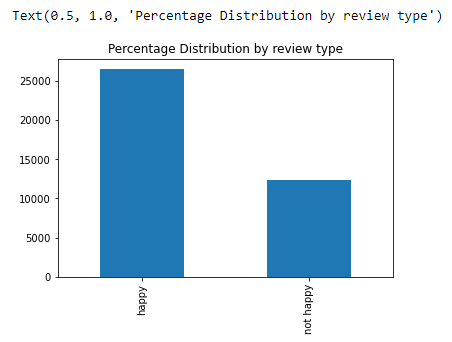 Text(0.5, 1.0, 'Percentage Distribution by review type')
Percentage Distribution by review type
25000
20000
15000
10000
5000
0
happy
not happy